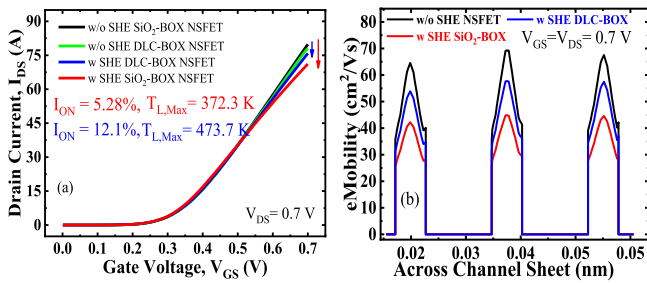 w/o SHE SiO2-BOX NSFET
w/o SHE DLC-BOX NSFET
w SHE DLC-BOX NSFET
w SHE SiO2-BOX NSFET
ION = 5.28%, TL,Max= 372.3 K
ION = 12.1%, TL,Max= 473.7 K
(a)
VDS= 0.7 V
Drain Current, IDS (A)
90
75
60
45
30
15
0
0.0 0.1 0.2 0.3 0.4 0.5 0.6 0.7
Gate Voltage, VGS (V)
w/o SHE NSFET
w SHE DLC-BOX
w SHE SiO2-BOX
VGS=VDS= 0.7 V
(b)
eMobility (cm2/Vs)
80
70
60
50
40
30
20
10
0
0.02 0.03 0.04 0.05 0.05
Across Channel Sheet (nm)